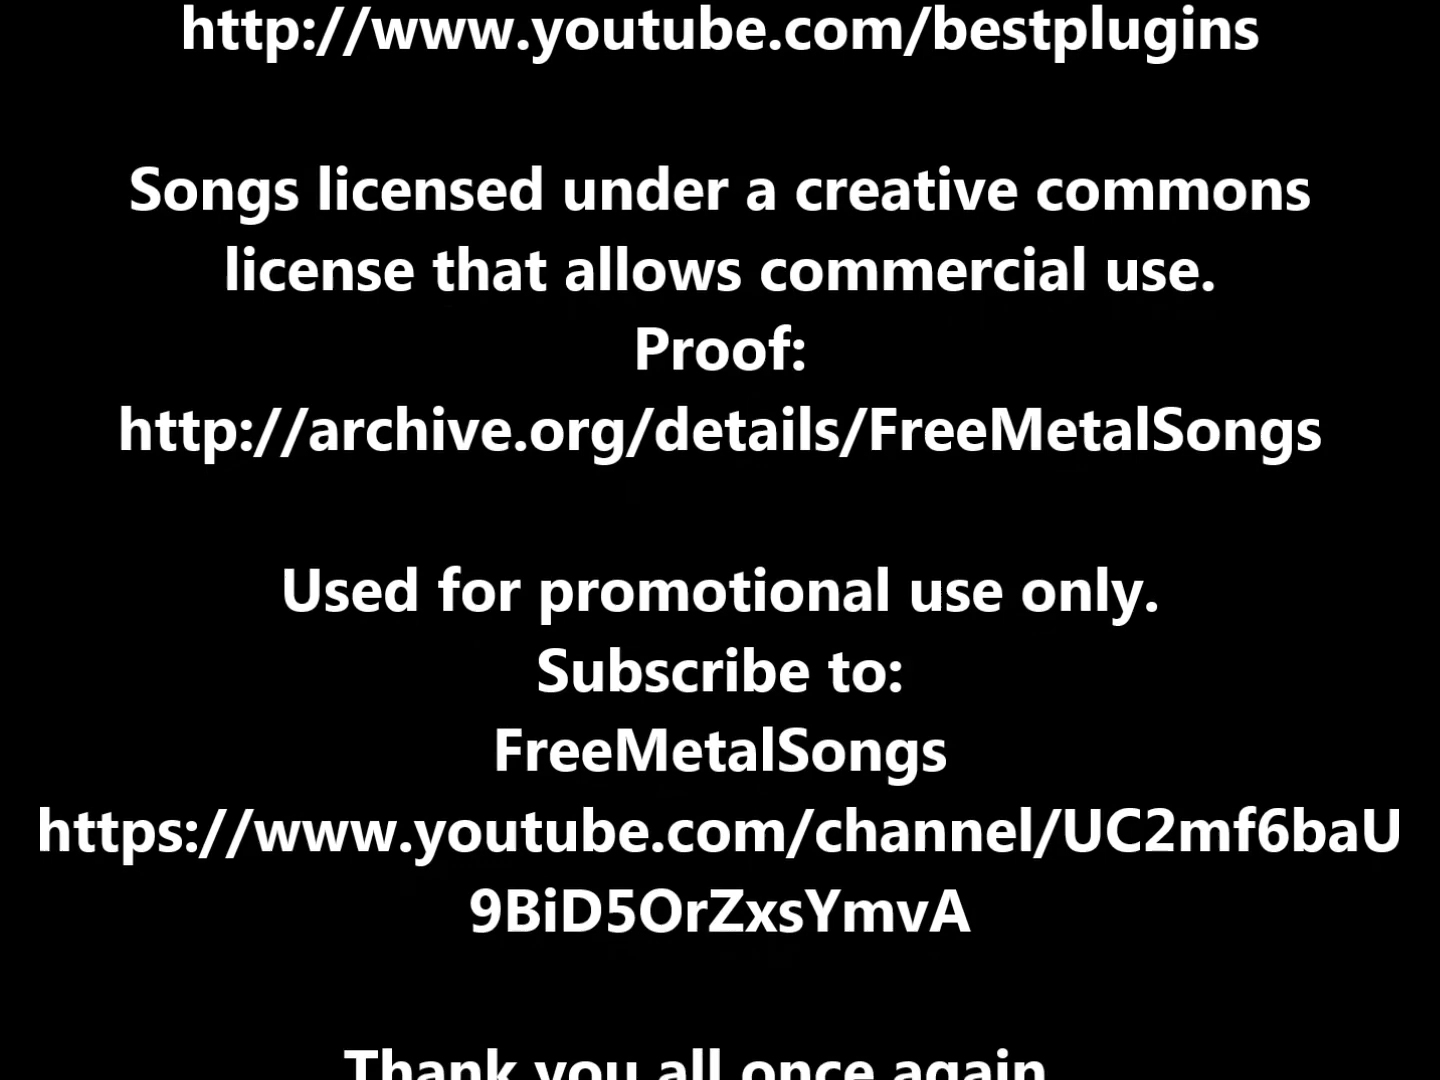 http://www.youtube.com/bestplugins
Songs licensed under a creative commons
license that allows commercial use.
Proof:
http://archive.org/details/FreeMetalSongs
Used for promotional use only.
Subscribe to:
FreeMetalSongs
https://www.youtube.com/channel/UC2mf6baU
9BiD5OrZxsYmvA
Thank you all once again